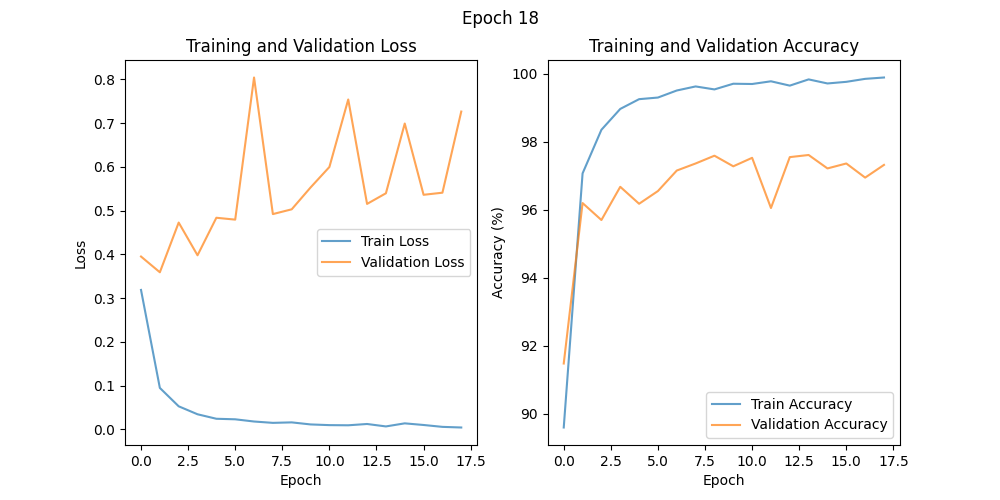 Epoch 18
Training and Validation Loss
0.8
0.7
0.6
0.5
0.4
0.3
0.2
0.1
0.0
Loss
Train Loss
Validation Loss
0.0 2.5 5.0 7.5 10.0 12.5 15.0 17.5
Epoch
Training and Validation Accuracy
100
98
96
94
92
90
Accuracy (%)
Train Accuracy
Validation Accuracy
0.0 2.5 5.0 7.5 10.0 12.5 15.0 17.5
Epoch